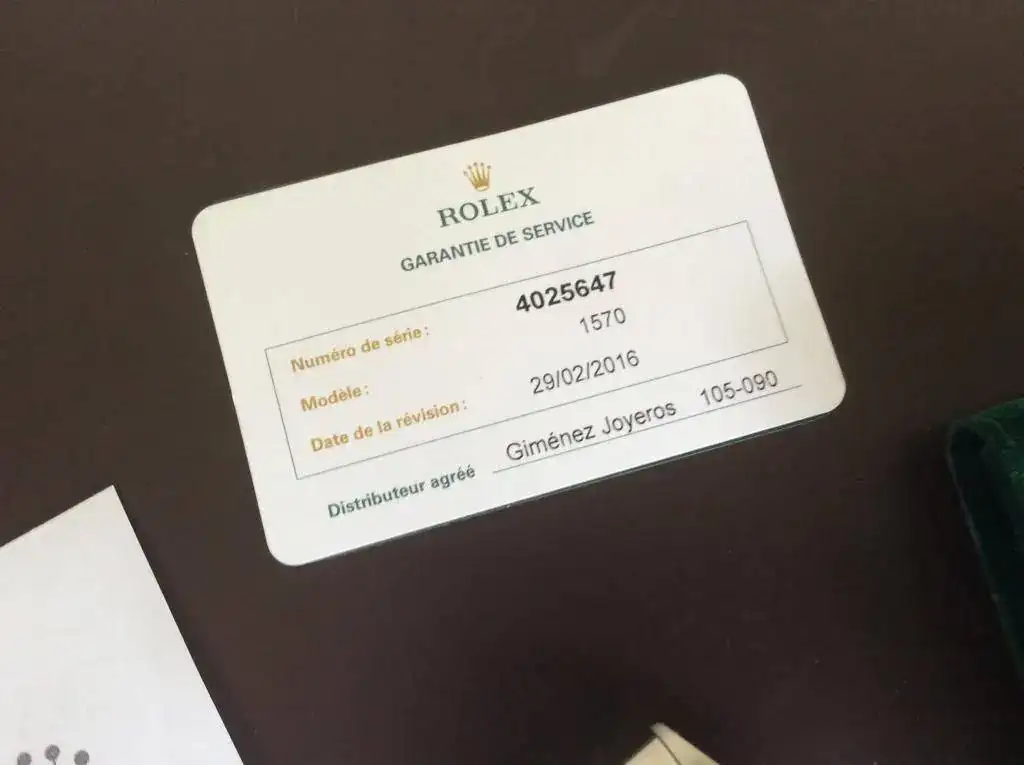 ROLEX
GARANTIE DE SERVICE
Numéro de série: 4025647
Modèle: 1570
Date de la révision: 29/02/2016
Distributeur agréé Giménez Joyeros 105-090